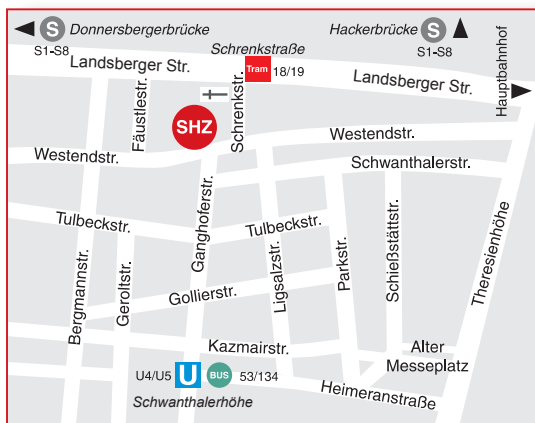 S Donnersbergerbrücke
S1-S8
Hackerbrücke S
S1-S8
Schrenkstraße
Landsberger Str.
Tram 18/19
Landsberger Str.
Hauptbahnhof
Fäustlestr.
SHZ
Schrenkstr.
Westendstr.
Westendstr.
Schwanthalerstr.
Tulbeckstr.
Ganghoferstr.
Tulbeckstr.
Bergmannstr.
Geroltstr.
Gollierstr.
Ligsalzstr.
Parkstr.
Schießstättstr.
Theresienhöhe
Kazmairstr.
Alter
Messeplatz
U4/U5 U BUS 53/134
Heimeranstraße
Schwanthalerhöhe